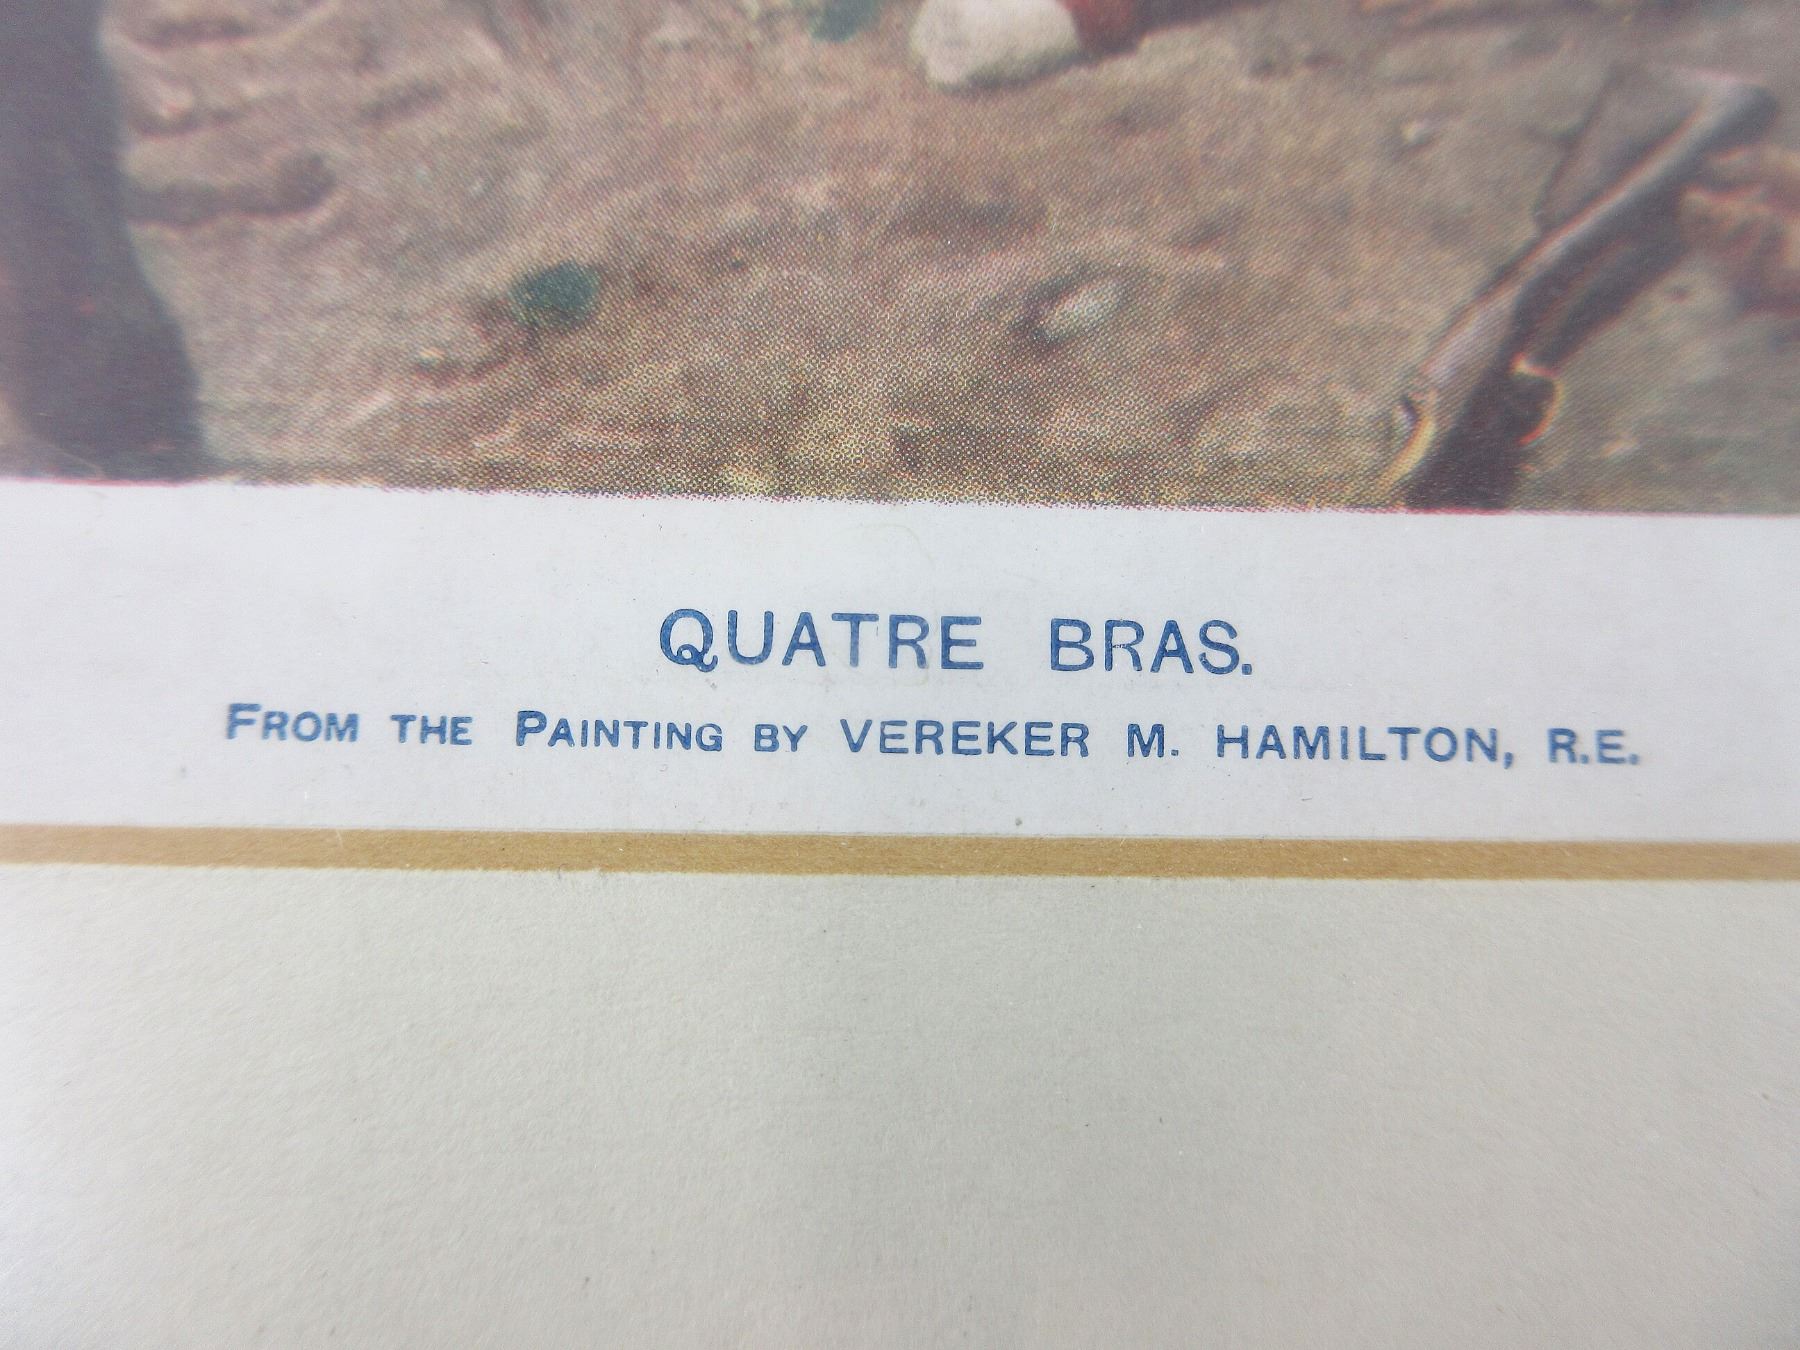 QUATRE BRAS.
FROM THE PAINTING BY VEREKER M. HAMILTON, R.E.